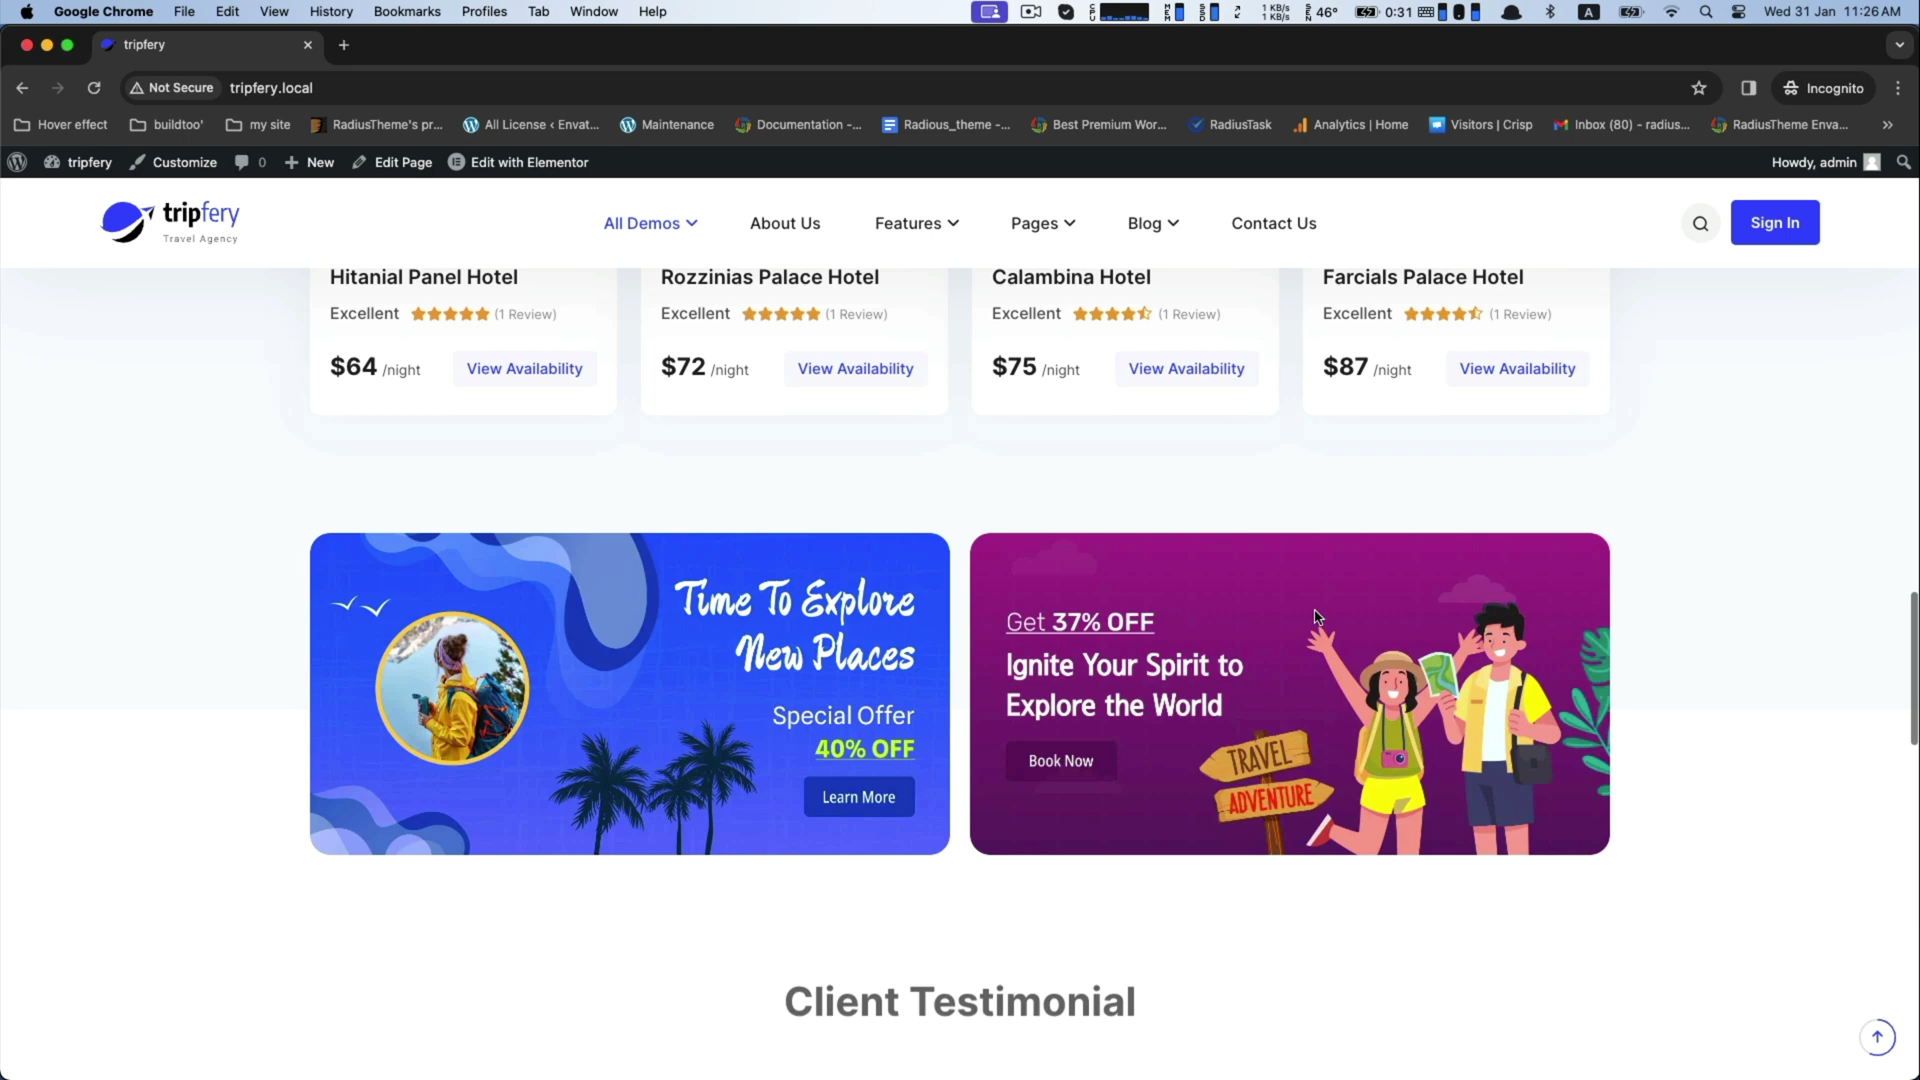 Google Chrome File Edit View History Bookmarks Profiles Tab Window Help
1 KB/s
1 KB/s
46° 0:31 A Wed 31 Jan 11:26 AM
tripfery
Not Secure tripfery.local Incognito
Hover effect buildtoo' my site RadiusTheme's pr... All License ‹ Envat... Maintenance Documentation -... Radious_theme -... Best Premium Wor... RadiusTask Analytics | Home Visitors | Crisp Inbox (80) - radius... RadiusTheme Enva... »
tripfery Customize 0 New Edit Page Edit with Elementor Howdy, admin
tripfery
Travel Agency
All Demos About Us Features Pages Blog Contact Us Sign In
Hitanial Panel Hotel Rozzinias Palace Hotel Calambina Hotel Farcials Palace Hotel
Excellent (1 Review) Excellent (1 Review) Excellent (1 Review) Excellent (1 Review)
$64 /night View Availability $72 /night View Availability $75 /night View Availability $87 /night View Availability
Time To Explore
New Places
Special Offer
40% OFF
Learn More
Get 37% OFF
Ignite Your Spirit to
Explore the World
Book Now
TRAVEL
ADVENTURE
Client Testimonial